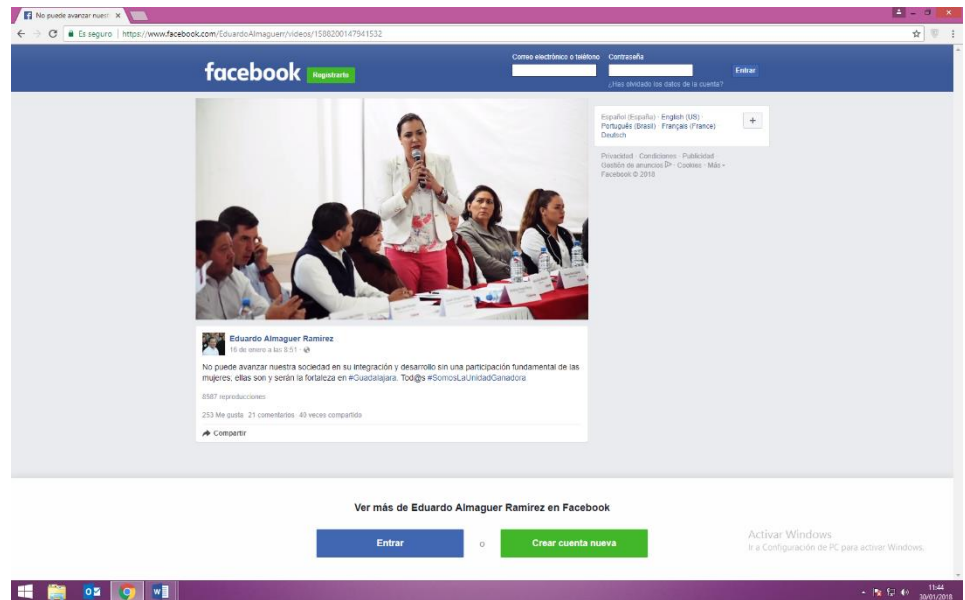 No puede avanzar nuest
Es seguro | https://www.facebook.com/EduardoAlmaguerr/videos/1588200147941532
Correo electrónico o teléfono Contraseña
facebook Registrarte Entrar
¿Has olvidado los datos de la cuenta?
Español (España) · English (US) ·
Português (Brasil) · Français (France) ·
Deutsch
Privacidad · Condiciones · Publicidad ·
Gestión de anuncios · Cookies · Más
Facebook © 2018
Eduardo Almaguer Ramírez
16 de enero a las 8:51 ·
No puede avanzar nuestra sociedad en su integración y desarrollo sin una participación fundamental de las
mujeres; ellas son y serán la fortaleza en #Guadalajara. Tod@s #SomosLaUnidadGanadora
8587 reproducciones
253 Me gusta 21 comentarios 40 veces compartido
Compartir
Ver más de Eduardo Almaguer Ramírez en Facebook
Entrar o Crear cuenta nueva
Activar Windows
Ir a Configuración de PC para activar Windows.
11:44
30/01/2018